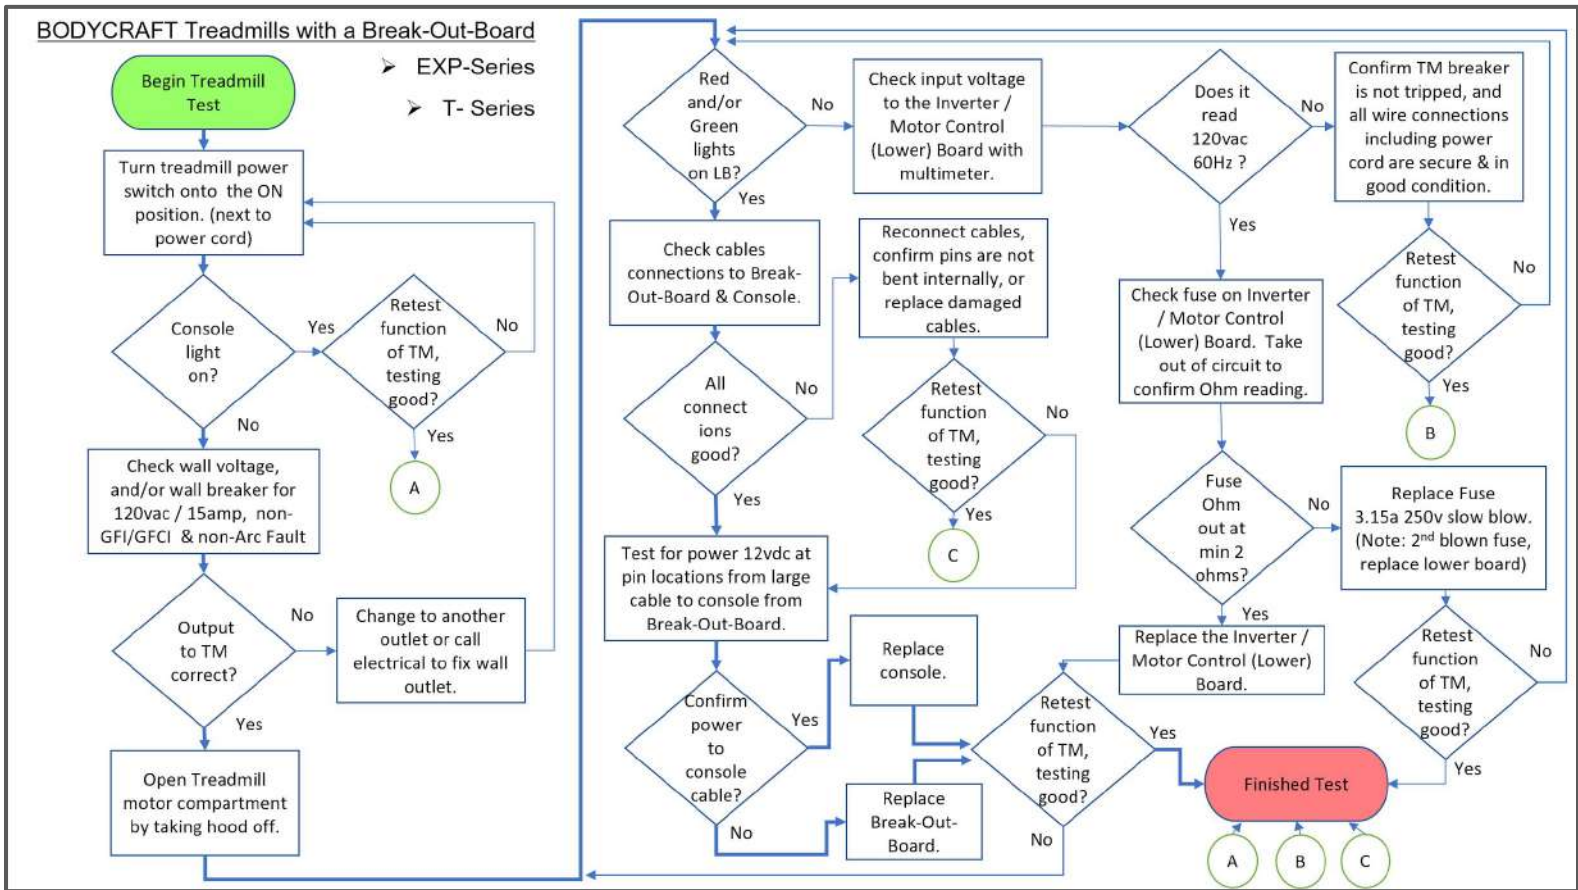 BODYCRAFT Treadmills with a Break-Out-Board
➢ EXP-Series
➢ T- Series
Begin Treadmill
Test
Turn treadmill power
switch onto the ON
position. (next to
power cord)
Console
light
on?
Yes
No
Retest
function
of TM,
testing
good?
No
Yes
A
Check wall voltage,
and/or wall breaker for
120vac / 15amp, non-
GFI/GFCI & non-Arc Fault
Output
to TM
correct?
No
Yes
Change to another
outlet or call
electrical to fix wall
outlet.
Open Treadmill
motor compartment
by taking hood off.
Red
and/or
Green
lights
on LB?
No
Yes
Check input voltage
to the Inverter /
Motor Control
(Lower) Board with
multimeter.
Check cables
connections to Break-
Out-Board & Console.
Reconnect cables,
confirm pins are not
bent internally, or
replace damaged
cables.
All
connect
ions
good?
No
Yes
Retest
function
of TM,
testing
good?
No
Yes
C
Test for power 12vdc at
pin locations from large
cable to console from
Break-Out-Board.
Confirm
power
to
console
cable?
Yes
No
Replace
console.
Replace
Break-Out-
Board.
Does it
read
120vac
60Hz ?
No
Yes
Confirm TM breaker
is not tripped, and
all wire connections
including power
cord are secure & in
good condition.
Retest
function
of TM,
testing
good?
No
Yes
B
Check fuse on Inverter
/ Motor Control
(Lower) Board. Take
out of circuit to
confirm Ohm reading.
Fuse
Ohm
out at
min 2
ohms?
No
Yes
Replace Fuse
3.15a 250v slow blow.
(Note: 2nd blown fuse,
replace lower board)
Replace the Inverter /
Motor Control (Lower)
Board.
Retest
function
of TM,
testing
good?
No
Yes
Retest
function
of TM,
testing
good?
Yes
No
Finished Test
A
B
C